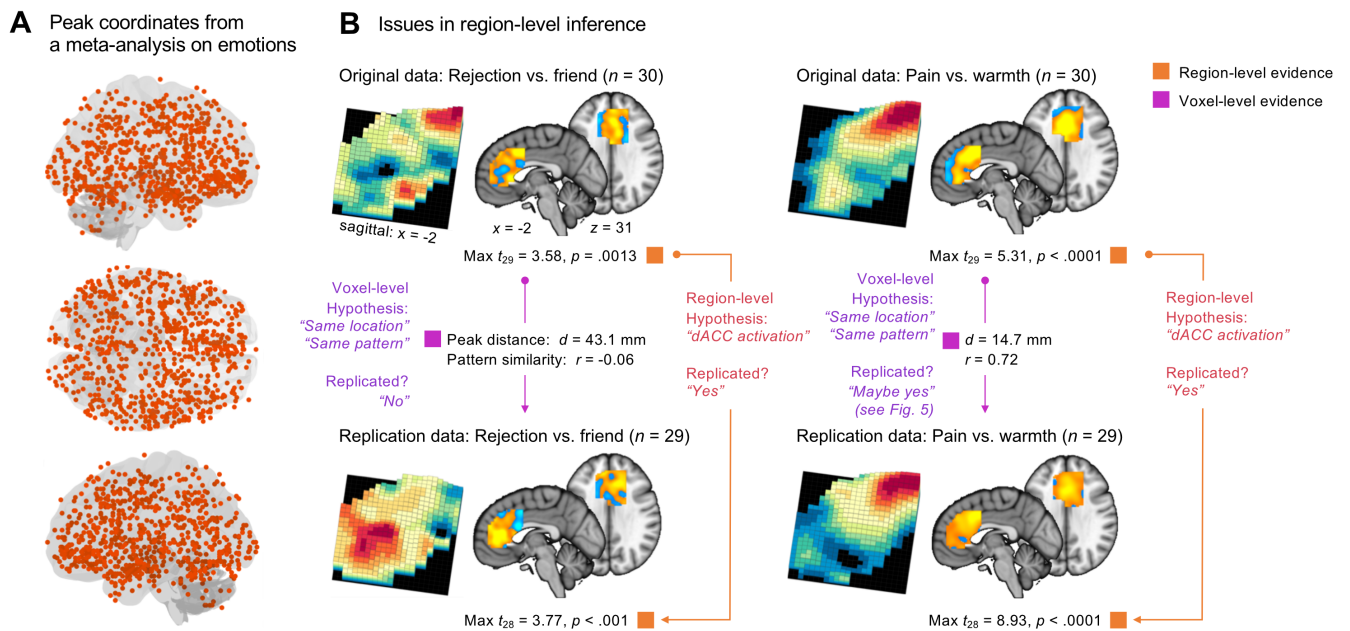 A
Peak coordinates from
a meta-analysis on emotions
B
Issues in region-level inference
Original data: Rejection vs. friend (n = 30)
sagittal: x = -2
x = -2
z = 31
Max t29 = 3.58, p = .0013
Voxel-level
Hypothesis:
“Same location”
“Same pattern”
Replicated?
“No”
Peak distance: d = 43.1 mm
Pattern similarity: r = -0.06
Region-level
Hypothesis:
“dACC activation”
Replicated?
“Yes”
Replication data: Rejection vs. friend (n = 29)
Max t28 = 3.77, p < .001
Original data: Pain vs. warmth (n = 30)
Max t29 = 5.31, p < .0001
Voxel-level
Hypothesis:
“Same location”
“Same pattern”
Replicated?
“Maybe yes”
(see Fig. 5)
d = 14.7 mm
r = 0.72
Region-level
Hypothesis:
“dACC activation”
Replicated?
“Yes”
Replication data: Pain vs. warmth (n = 29)
Max t28 = 8.93, p < .0001
Region-level evidence
Voxel-level evidence